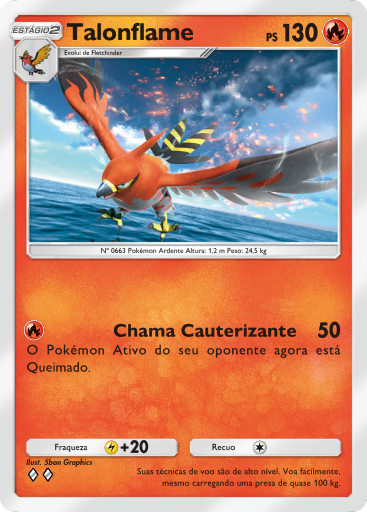 ESTÁGIO 2
Talonflame
PS 130
Evolui de Fletchinder
Nº 0663 Pokémon Ardente Altura: 1,2 m Peso: 24,5 kg
Chama Cauterizante 50
O Pokémon Ativo do seu oponente agora está
Queimado.
Fraqueza +20
Recuo
Ilust. 5ban Graphics
Suas técnicas de voo são de alto nível. Voa facilmente,
mesmo carregando uma presa de quase 100 kg.